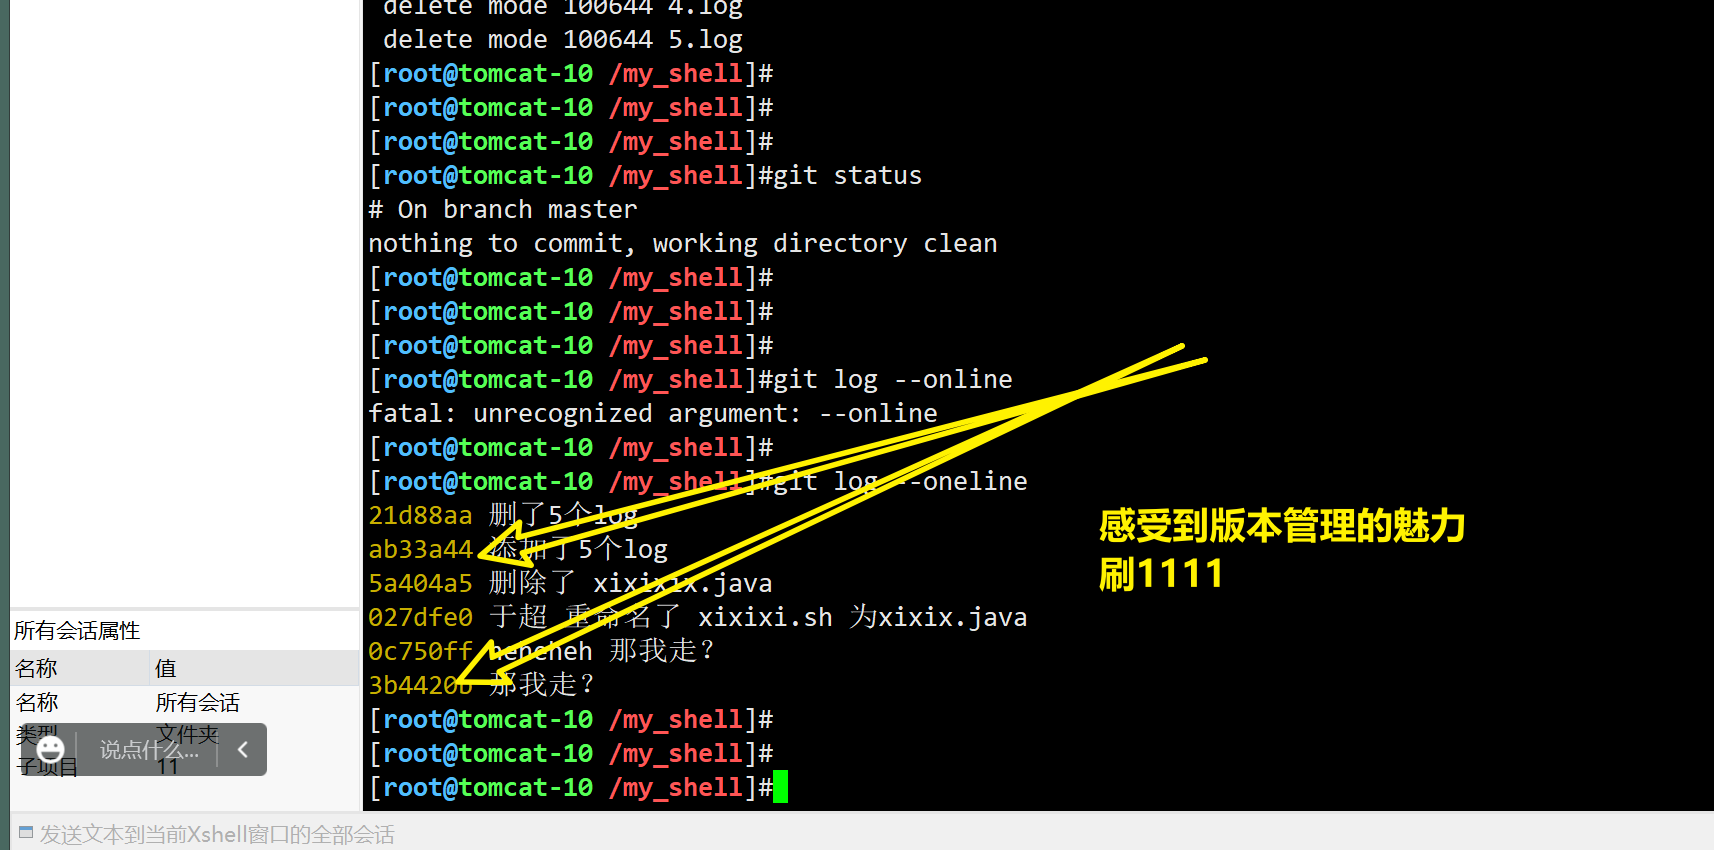 delete mode 100644 4.log
delete mode 100644 5.log
[root@tomcat-10 /my_shell]#
[root@tomcat-10 /my_shell]#
[root@tomcat-10 /my_shell]#
[root@tomcat-10 /my_shell]#git status
# On branch master
nothing to commit, working directory clean
[root@tomcat-10 /my_shell]#
[root@tomcat-10 /my_shell]#
[root@tomcat-10 /my_shell]#
[root@tomcat-10 /my_shell]#git log --online
fatal: unrecognized argument: --online
[root@tomcat-10 /my_shell]#
[root@tomcat-10 /my_shell]#git log --oneline
21d88aa 删了5个log
ab33a44 添加了5个log
5a404a5 删除了 xixixix.java
027dfe0 于超 重命名了 xixixi.sh 为xixix.java
0c750ff heheheh 那我走?
3b4420b 那我走?
[root@tomcat-10 /my_shell]#
[root@tomcat-10 /my_shell]#
[root@tomcat-10 /my_shell]#
感受到版本管理的魅力
刷1111
所有会话属性
名称 值
名称 所有会话
类型 文件夹
子项目 11
说点什么...
发送文本到当前Xshell窗口的全部会话